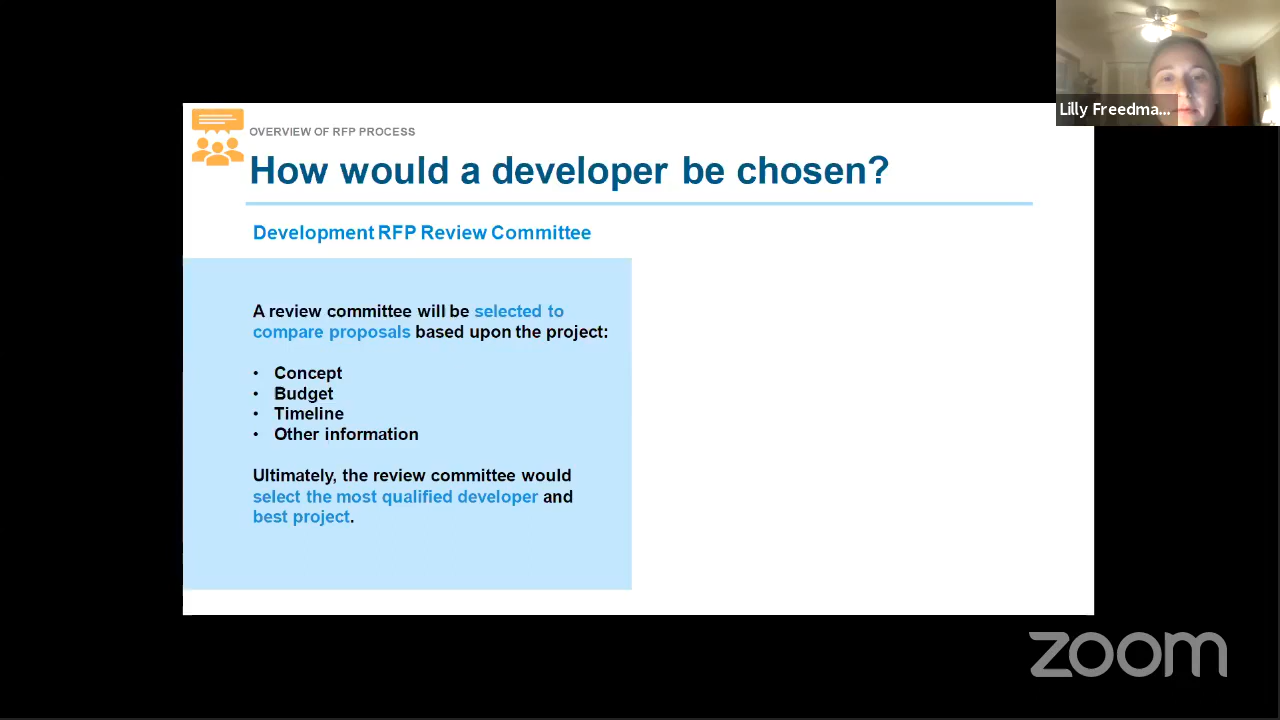 Lilly Freedma...
OVERVIEW OF RFP PROCESS
How would a developer be chosen?
Development RFP Review Committee
A review committee will be selected to
compare proposals based upon the project:
• Concept
• Budget
• Timeline
• Other information
Ultimately, the review committee would
select the most qualified developer and
best project.
zoom